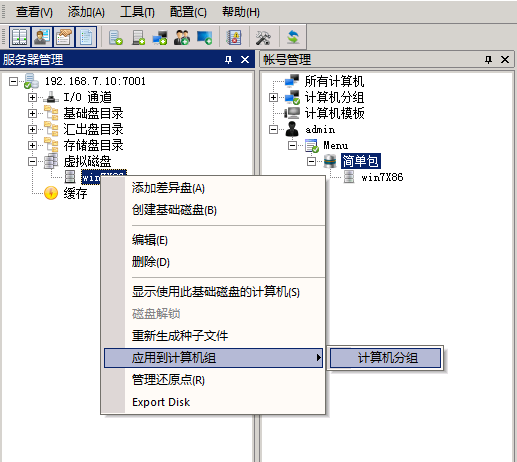 查看(V) 添加(A) 工具(T) 配置(C) 帮助(H)
服务器管理
192.168.7.10:7001
I/O 通道
基础盘目录
汇出盘目录
存储盘目录
虚拟磁盘
缓存
添加差异盘(A)
创建基础磁盘(B)
编辑(E)
删除(D)
显示使用此基础磁盘的计算机(S)
磁盘解锁
重新生成种子文件
应用到计算机组
管理还原点(R)
Export Disk
计算机分组
帐号管理
所有计算机
计算机分组
计算机模板
admin
Menu
简单包
win7X86